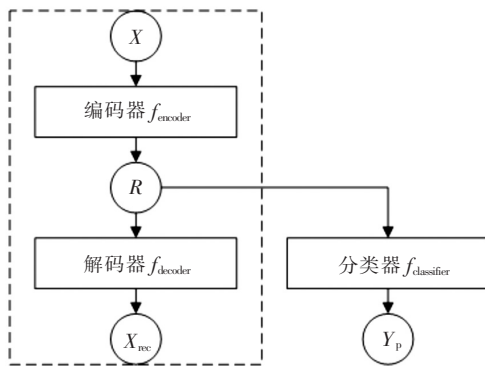 X
编码器 f_encoder
R
解码器 f_decoder
分类器 f_classifier
X_rec
Y_p